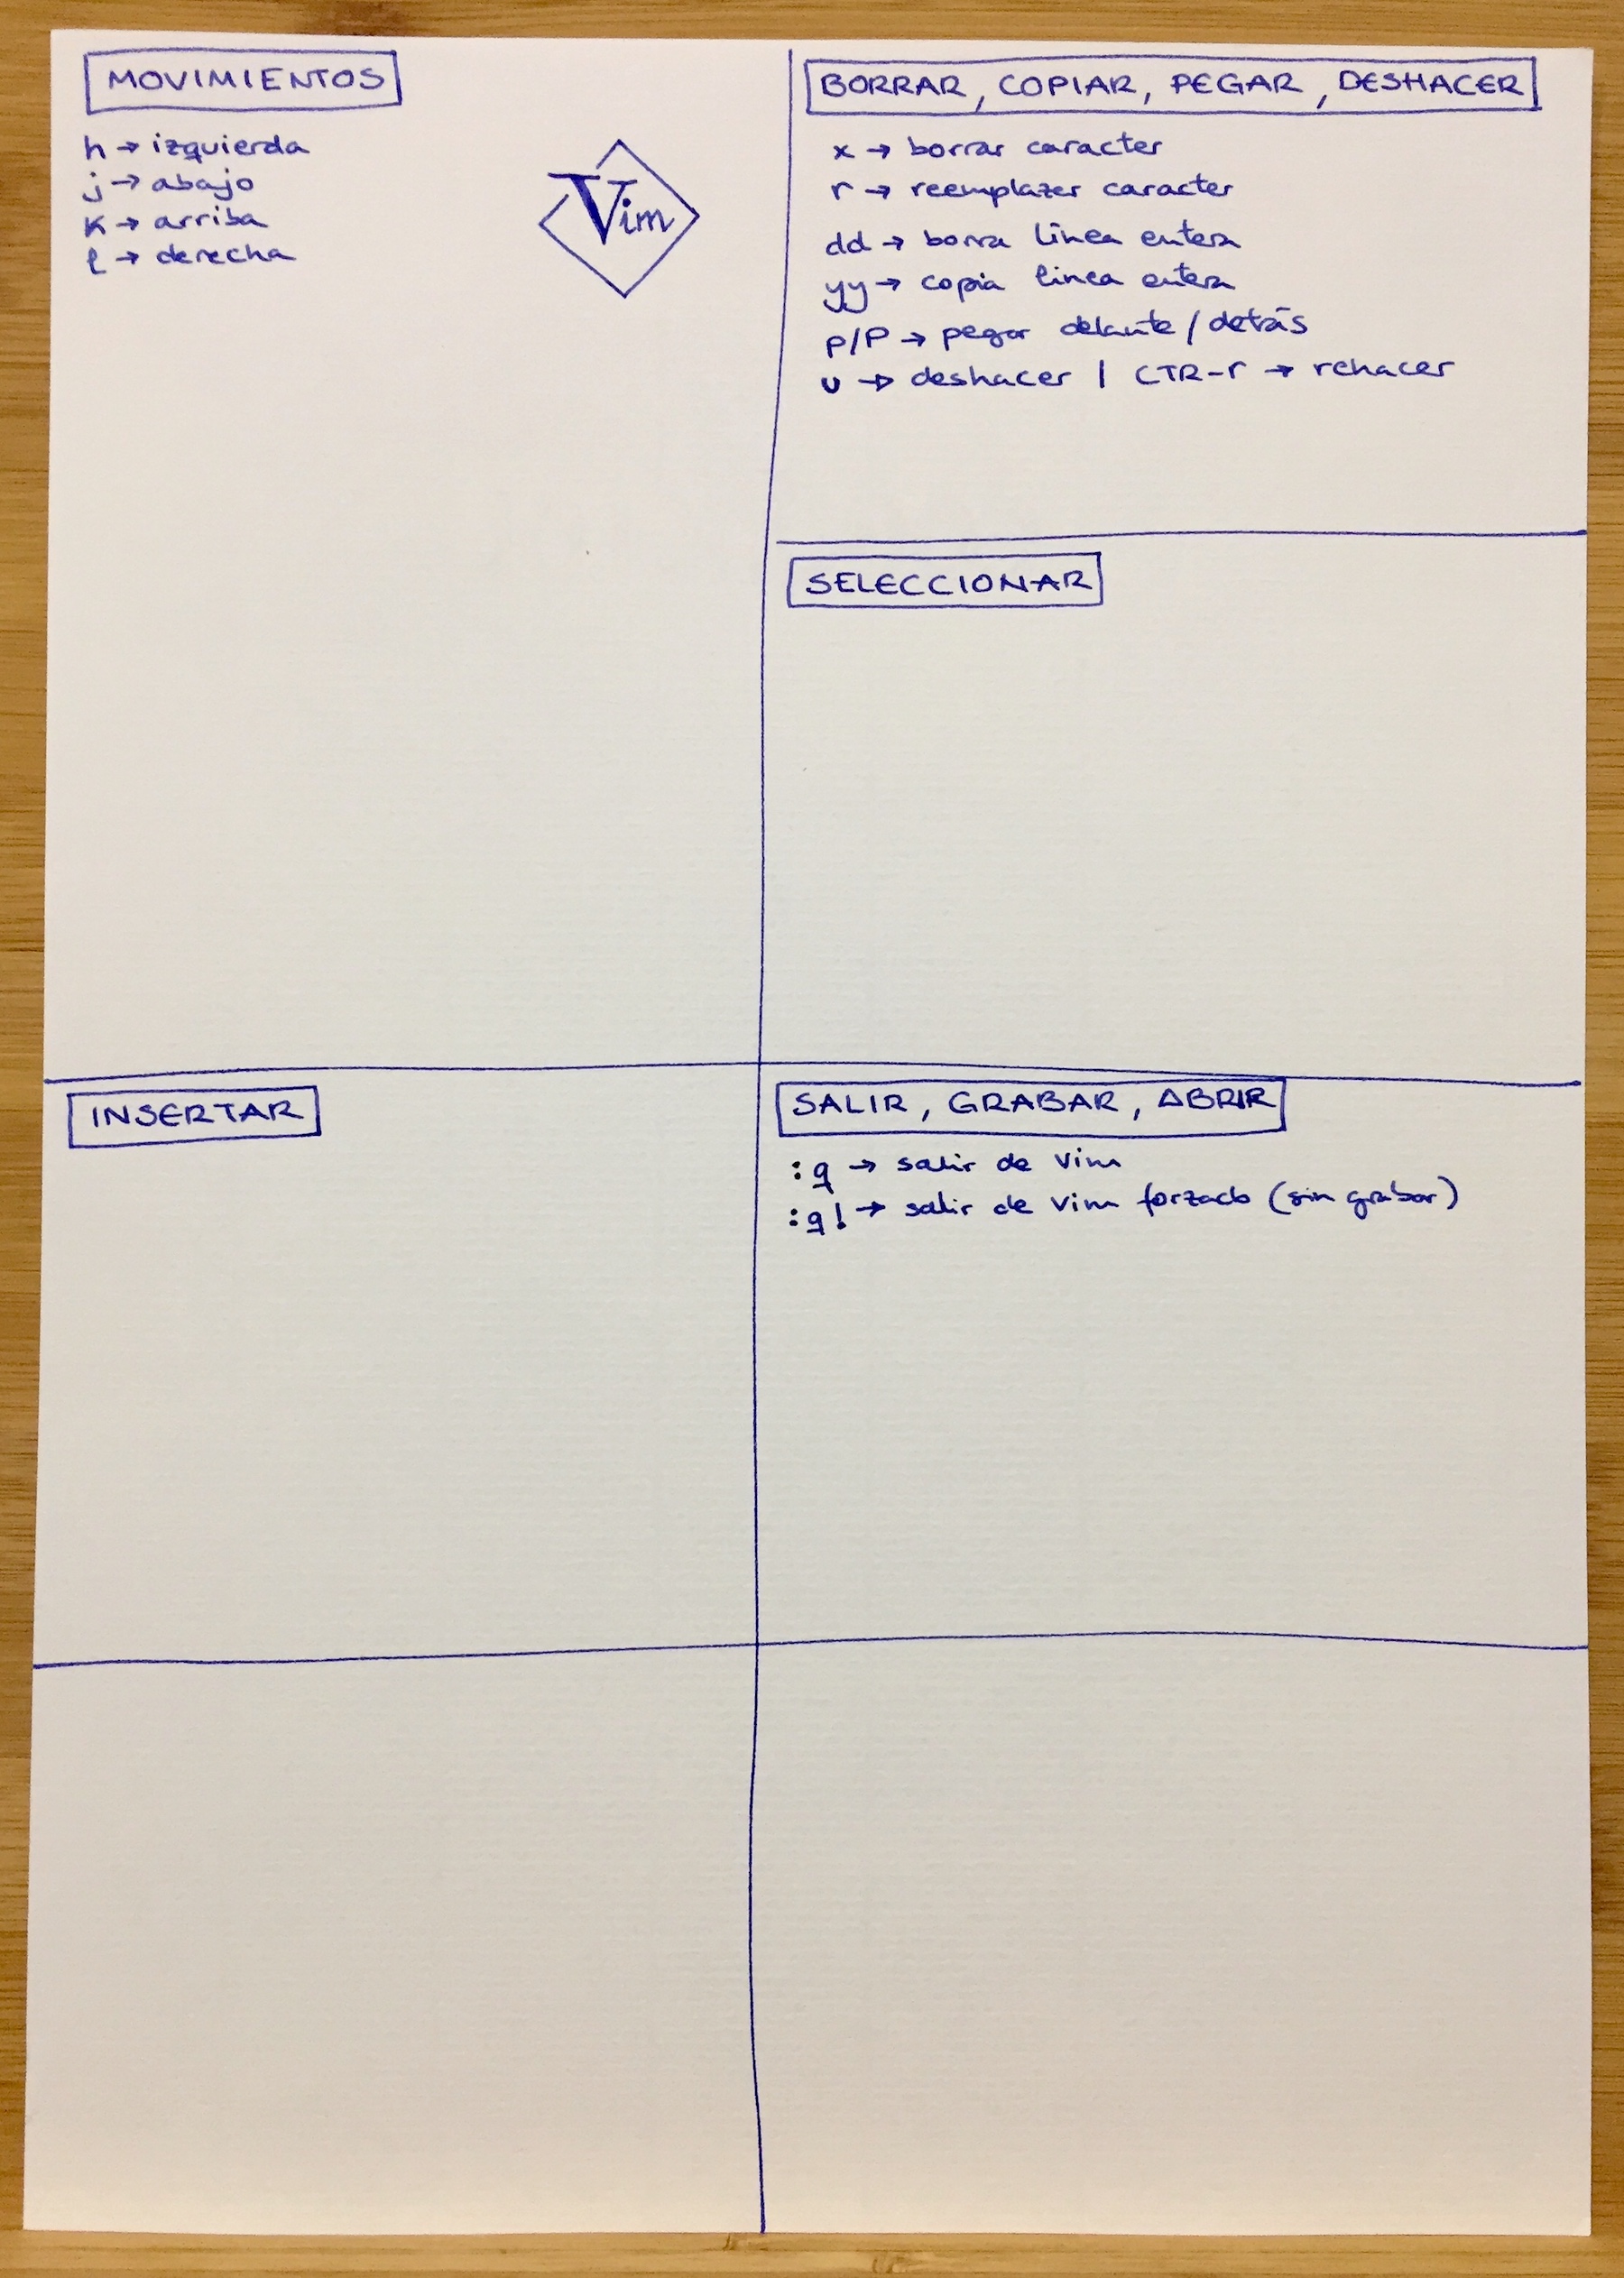 MOVIMIENTOS
h → izquierda
j → abajo
k → arriba
l → derecha
Vim
BORRAR, COPIAR, PEGAR, DESHACER
x → borrar caracter
r → reemplazar caracter
dd → borra línea entera
yy → copia línea entera
p/P → pegar delante/detrás
u → deshacer | CTR-r → rehacer
SELECCIONAR
INSERTAR
SALIR, GRABAR, ABRIR
:q → salir de vim
:q! → salir de vim forzado (sin grabar)